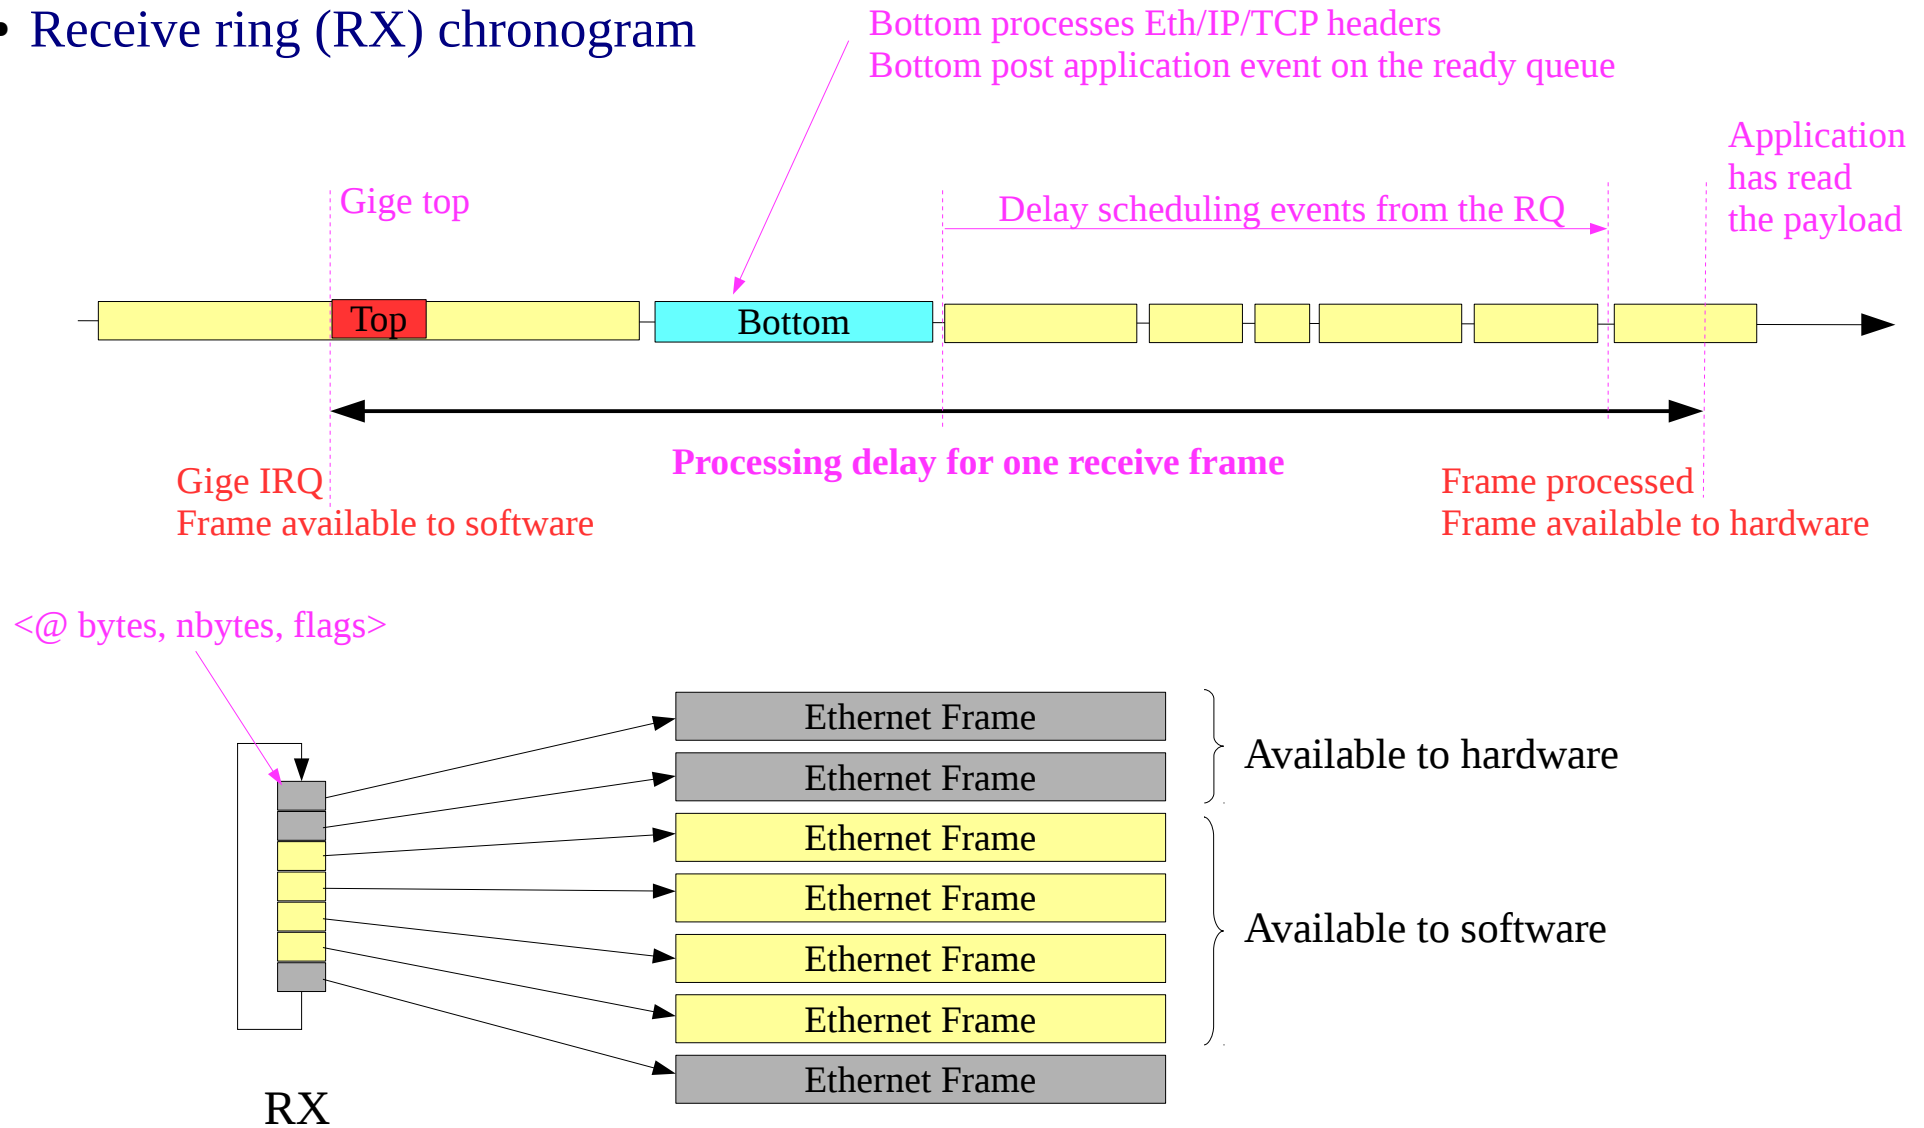 • Receive ring (RX) chronogram
Bottom processes Eth/IP/TCP headers
Bottom post application event on the ready queue
Application
has read
the payload
Gige top
Delay scheduling events from the RQ
Top
Bottom
Processing delay for one receive frame
Gige IRQ
Frame available to software
Frame processed
Frame available to hardware
<@ bytes, nbytes, flags>
Ethernet Frame
Ethernet Frame
Available to hardware
Ethernet Frame
Ethernet Frame
Available to software
Ethernet Frame
Ethernet Frame
Ethernet Frame
RX